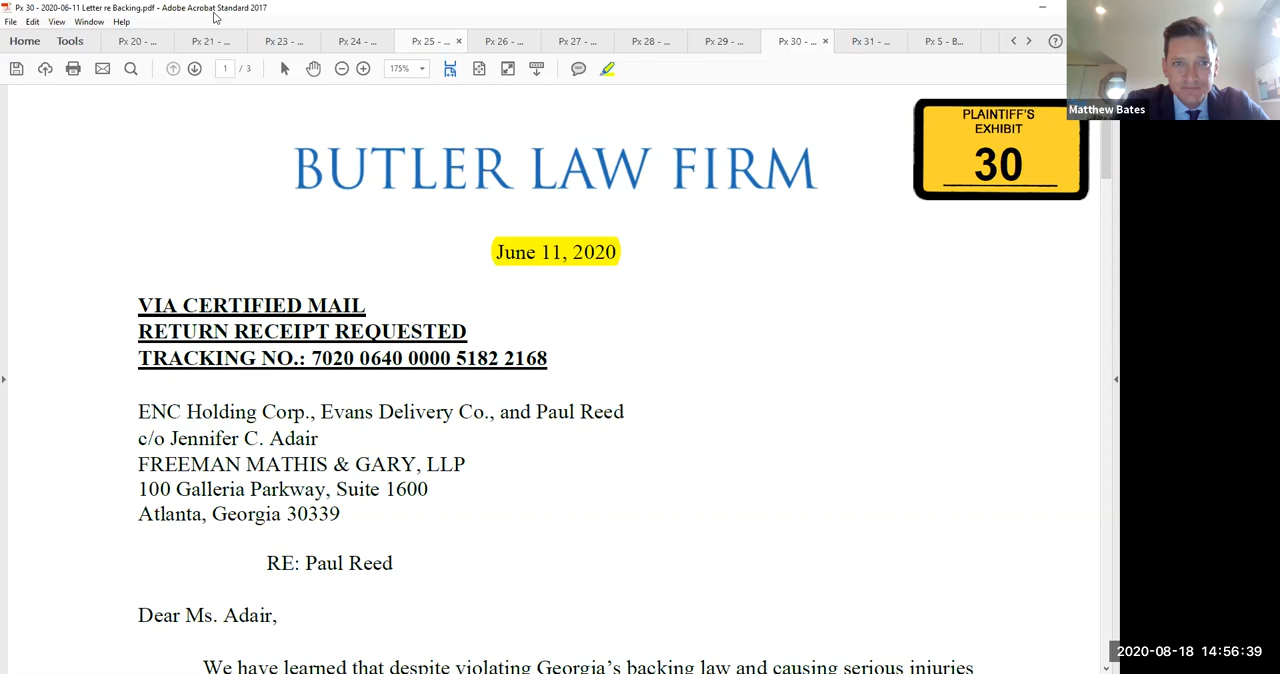 Px 30 - 2020-06-11 Letter re Backing.pdf - Adobe Acrobat Standard 2017
File Edit View Window Help
Home Tools Px 20 - ... Px 21 - ... Px 23 - ... Px 24 - ... Px 25 - ... × Px 26 - ... Px 27 - ... Px 28 - ... Px 29 - ... Px 30 - ... × Px 31 - ... Px 5 - B...
1 / 3 175%
Matthew Bates
PLAINTIFF'S
EXHIBIT
30
BUTLER LAW FIRM
June 11, 2020
VIA CERTIFIED MAIL
RETURN RECEIPT REQUESTED
TRACKING NO.: 7020 0640 0000 5182 2168
ENC Holding Corp., Evans Delivery Co., and Paul Reed
c/o Jennifer C. Adair
FREEMAN MATHIS & GARY, LLP
100 Galleria Parkway, Suite 1600
Atlanta, Georgia 30339
RE: Paul Reed
Dear Ms. Adair,
We have learned that despite violating Georgia's backing law and causing serious injuries
2020-08-18 14:56:39